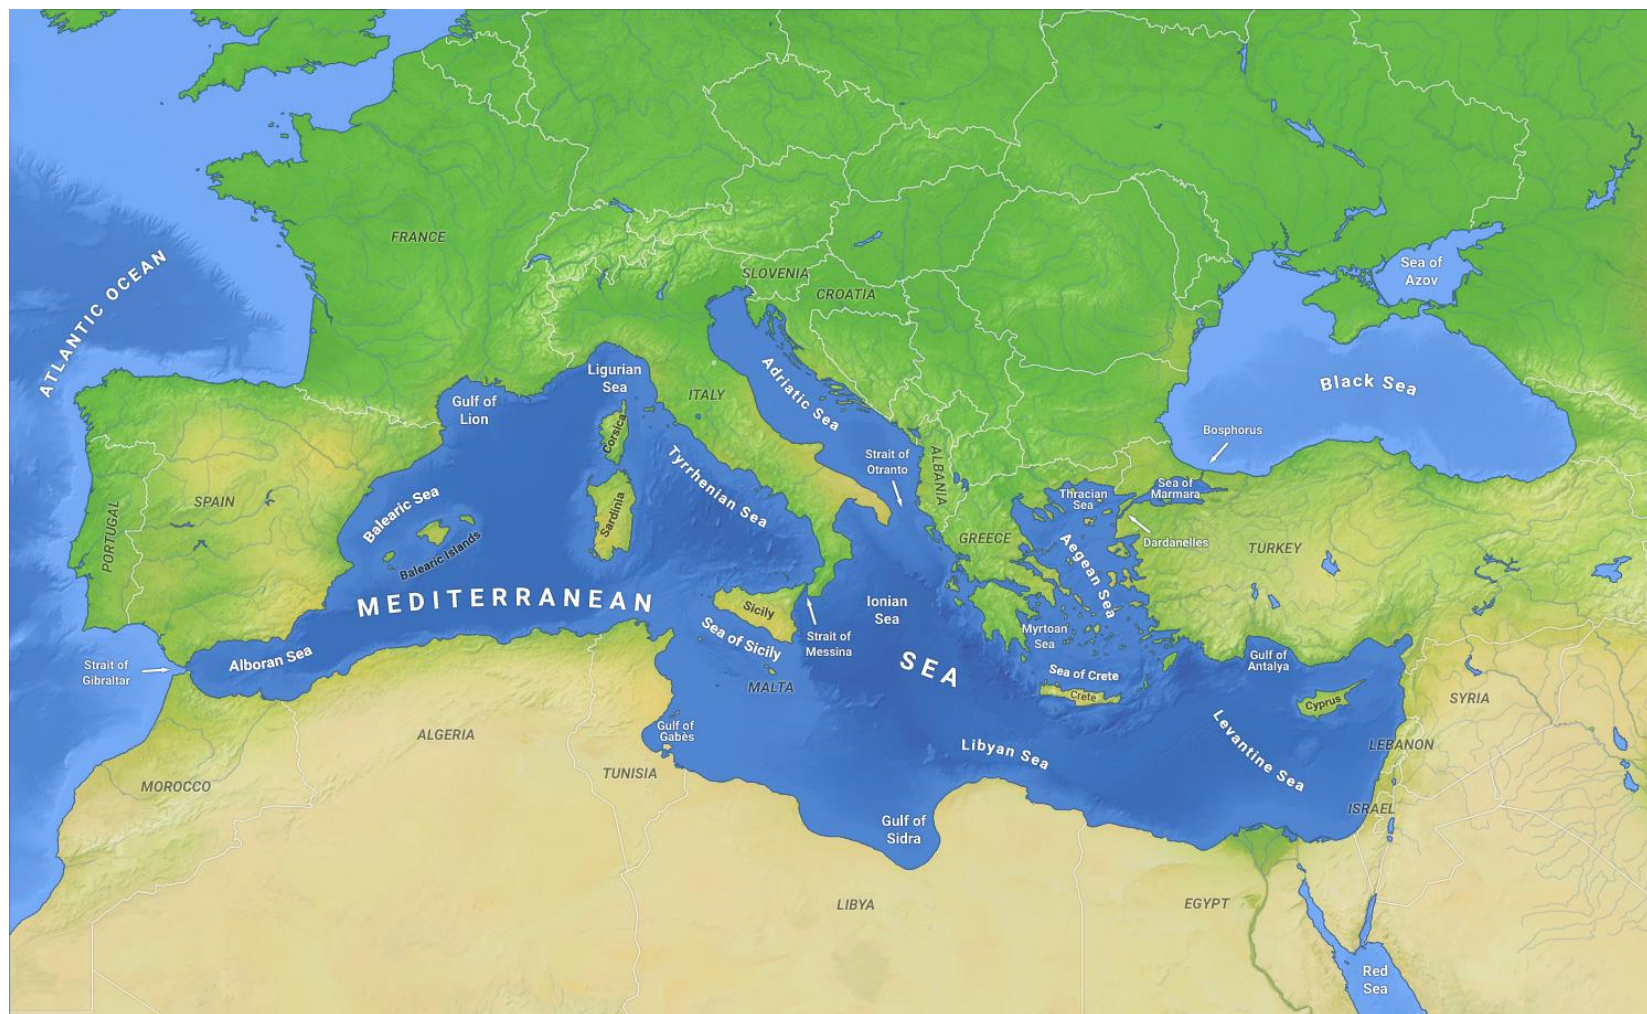 ATLANTIC OCEAN
FRANCE
SLOVENIA
CROATIA
Sea of
Azov
Black Sea
Ligurian
Sea
Gulf of
Lion
ITALY
Adriatic Sea
Corsica
Bosphorus
Strait of
Otranto
ALBANIA
Tyrrhenian Sea
SPAIN
PORTUGAL
Balearic Sea
Balearic Islands
Sardinia
Thracian
Sea
Sea of
Marmara
Dardanelles
GREECE
Aegean Sea
TURKEY
MEDITERRANEAN
SEA
Sicily
Ionian
Sea
Strait of
Messina
Sea of Sicily
Myrtoan
Sea
Strait of
Gibraltar
Alboran Sea
MALTA
Sea of Crete
Crete
Gulf of
Antalya
Cyprus
SYRIA
Gulf of
Gabès
ALGERIA
Libyan Sea
Levantine Sea
LEBANON
MOROCCO
TUNISIA
ISRAEL
Gulf of
Sidra
LIBYA
EGYPT
Red
Sea